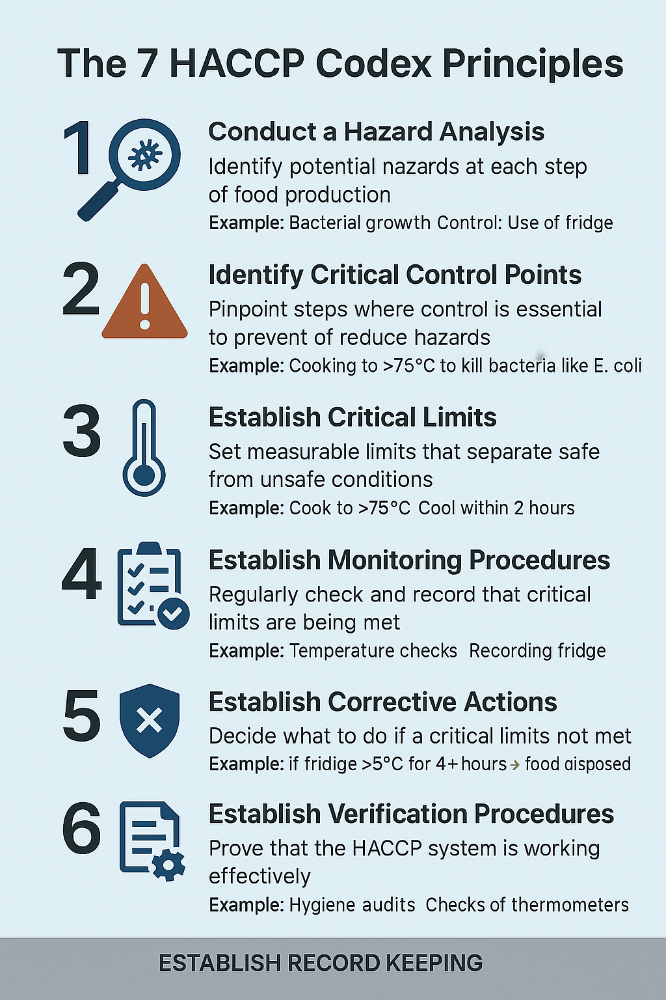 The 7 HACCP Codex Principles
1
Conduct a Hazard Analysis
Identify potential nazards at each step
of food production
Example: Bacterial growth Control: Use of fridge
2
Identify Critical Control Points
Pinpoint steps where control is essential
to prevent of reduce hazards
Example: Cooking to >75°C to kill bacteria like E. coli
3
Establish Critical Limits
Set measurable limits that separate safe
from unsafe conditions
Example: Cook to >75°C Cool within 2 hours
4
Establish Monitoring Procedures
Regularly check and record that critical
limits are being met
Example: Temperature checks Recording fridge
5
Establish Corrective Actions
Decide what to do if a critical limits not met
Example: if fridige >5°C for 4+hours → food aisposed
6
Establish Verification Procedures
Prove that the HACCP system is working
effectively
Example: Hygiene audits Checks of thermometers
ESTABLISH RECORD KEEPING